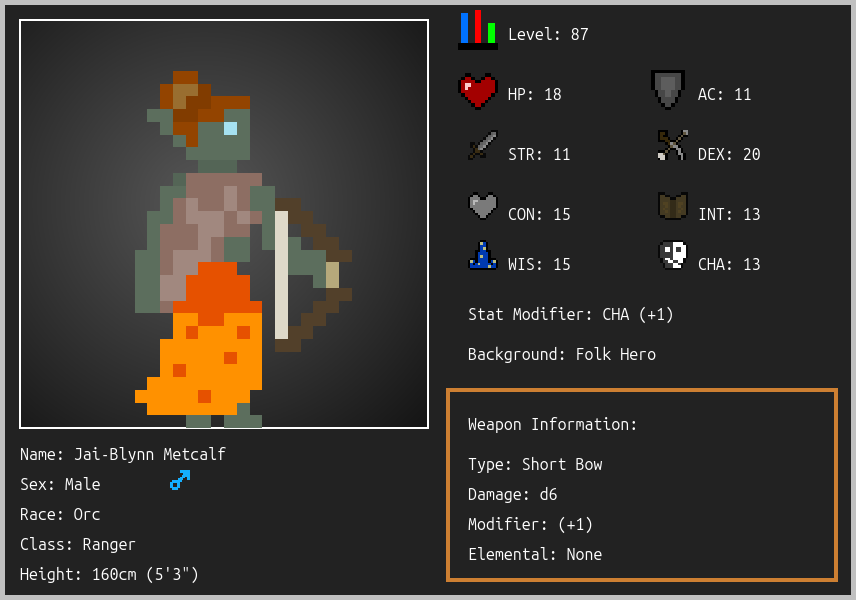 Level: 87
HP: 18
AC: 11
STR: 11
DEX: 20
CON: 15
INT: 13
WIS: 15
CHA: 13
Stat Modifier: CHA (+1)
Background: Folk Hero
Weapon Information:
Type: Short Bow
Damage: d6
Modifier: (+1)
Elemental: None
Name: Jai-Blynn Metcalf
Sex: Male
Race: Orc
Class: Ranger
Height: 160cm (5'3")